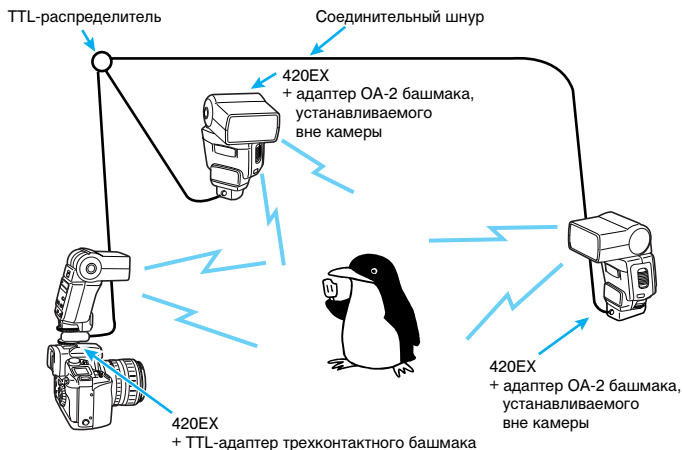 TTL-распределитель
Соединительный шнур
420EX
+ адаптер OA-2 башмака,
устанавливаемого
вне камеры
420EX
+ адаптер OA-2 башмака,
устанавливаемого
вне камеры
420EX
+ TTL-адаптер трехконтактного башмака